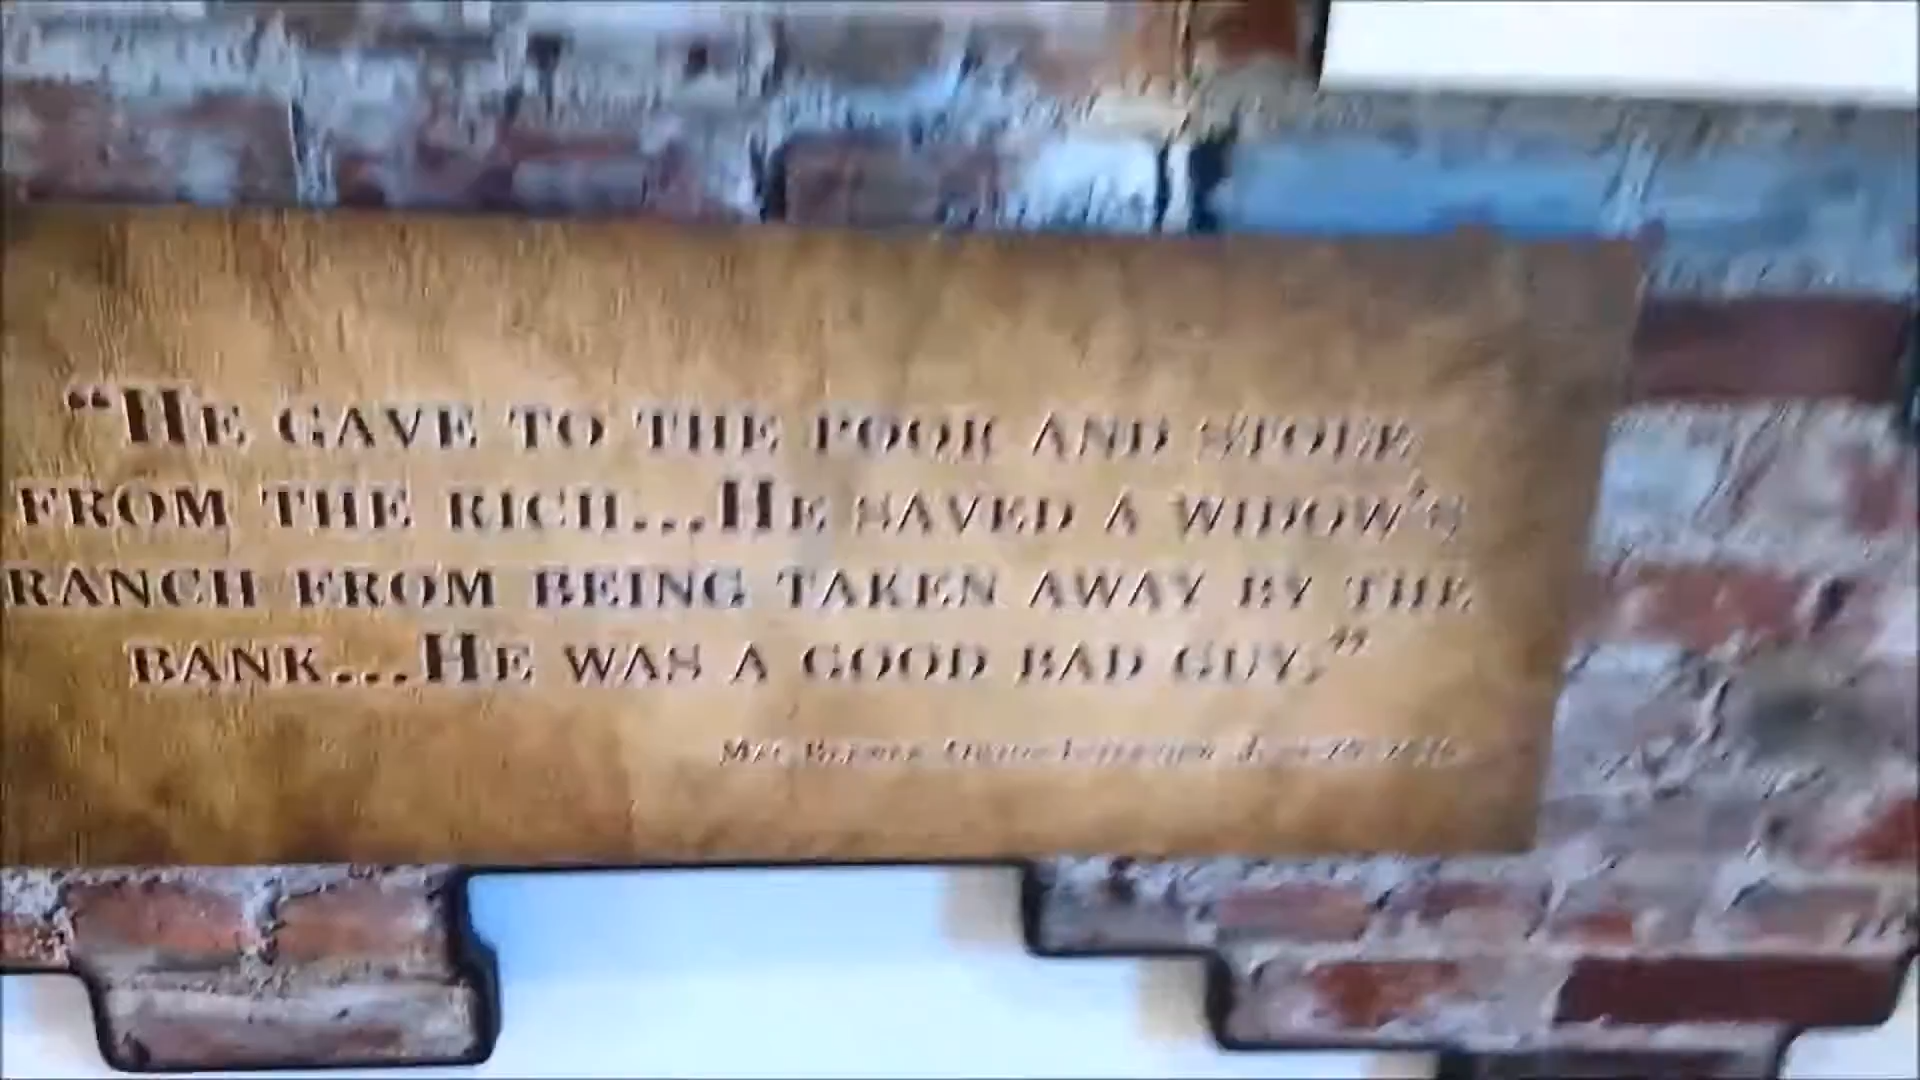 “He gave to the poor and stole
from the rich...He saved a widow's
ranch from being taken away by the
bank...He was a good bad guy.”